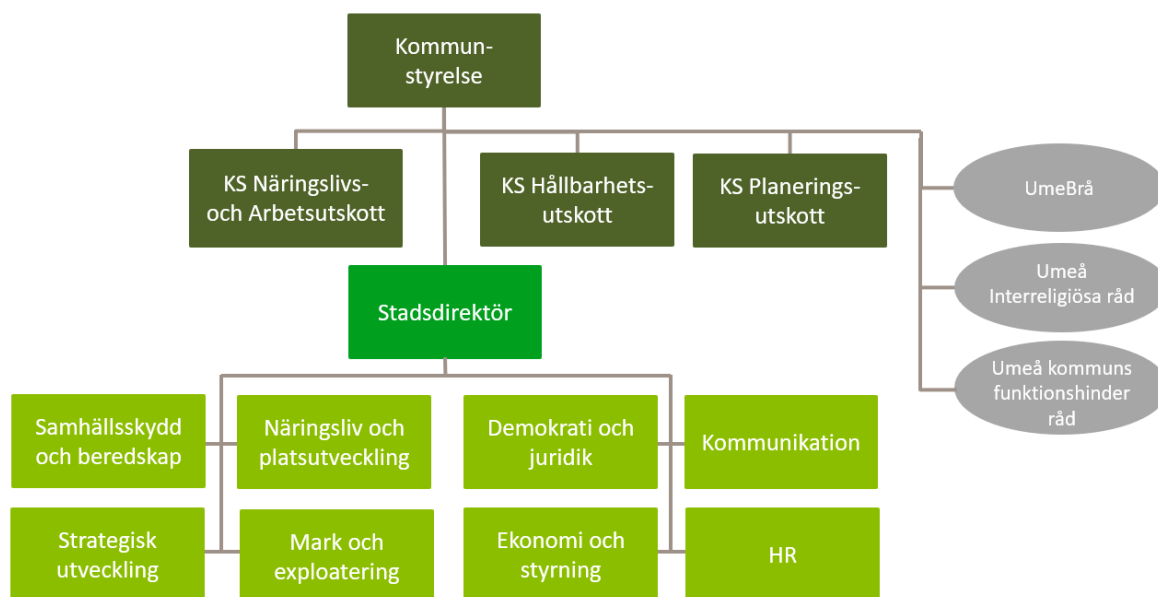 Kommun-
styrelse
KS Näringslivs-
och Arbetsutskott
KS Hållbarhets-
utskott
KS Planerings-
utskott
UmeBrå
Umeå
Interreligiösa råd
Umeå kommuns
funktionshinder
råd
Stadsdirektör
Samhällsskydd
och beredskap
Näringsliv och
platsutveckling
Demokrati och
juridik
Kommunikation
Strategisk
utveckling
Mark och
exploatering
Ekonomi och
styrning
HR